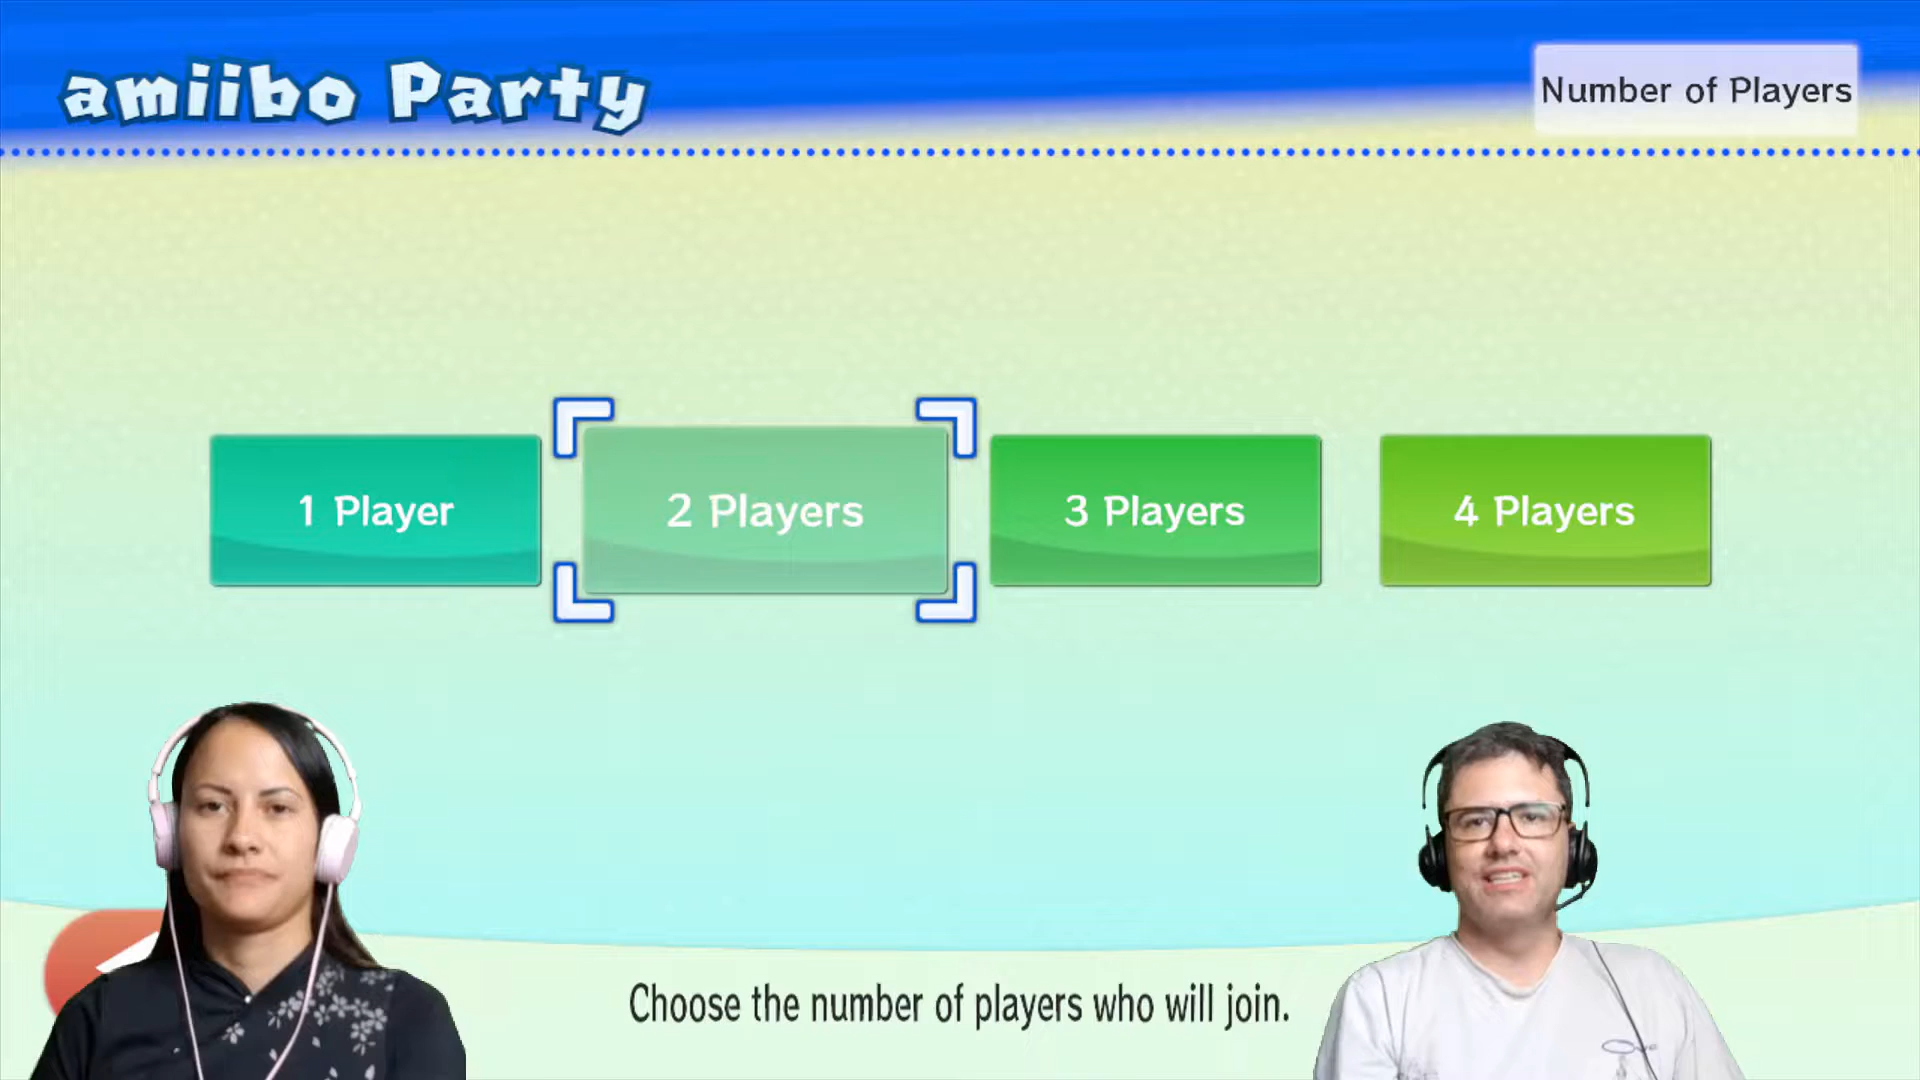 amiibo Party
Number of Players
1 Player
2 Players
3 Players
4 Players
Choose the number of players who will join.